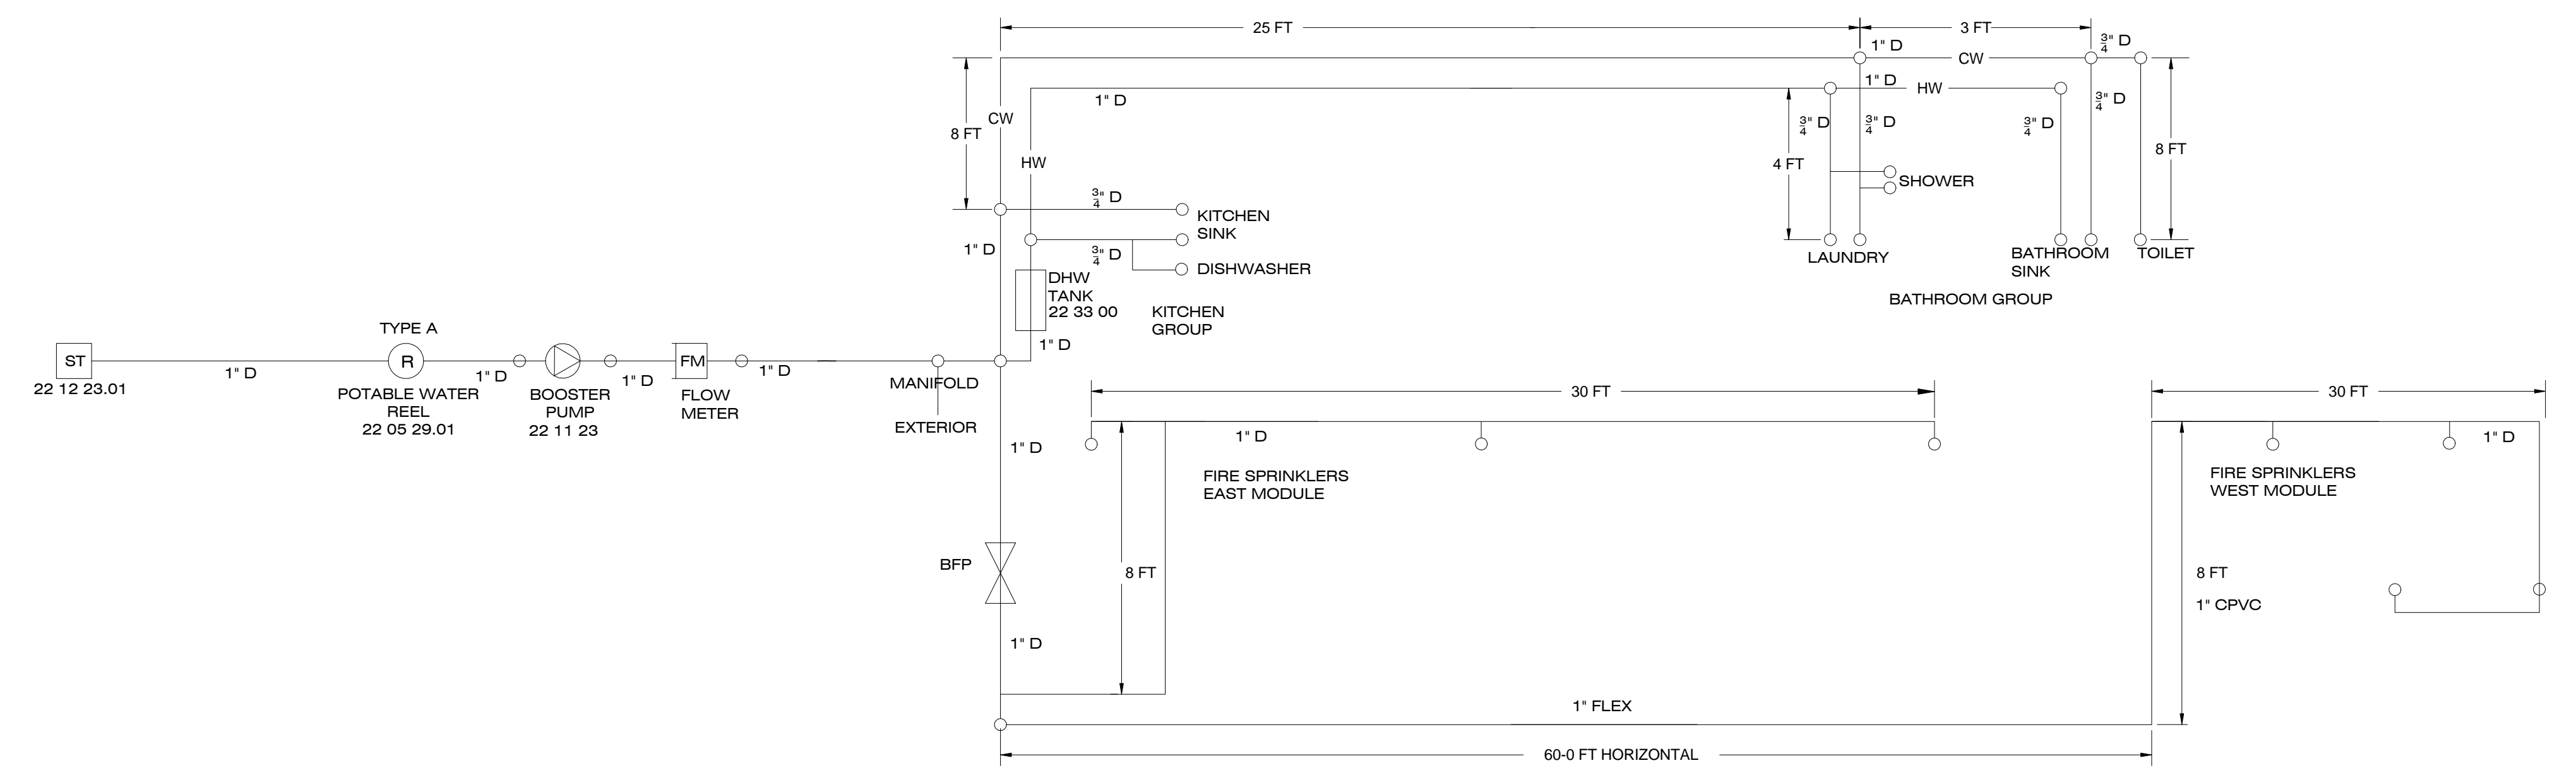 25 FT
3 FT
1" D
3/4" D
CW
1" D
HW
1" D
3/4" D
CW
8 FT
3/4" D
3/4" D
3/4" D
8 FT
HW
4 FT
SHOWER
3/4" D
KITCHEN
SINK
1" D
3/4" D
DISHWASHER
LAUNDRY
BATHROOM
SINK
TOILET
DHW
TANK
22 33 00
KITCHEN
GROUP
BATHROOM GROUP
TYPE A
1" D
ST
22 12 23.01
1" D
R
POTABLE WATER
REEL
22 05 29.01
1" D
BOOSTER
PUMP
22 11 23
1" D
FM
FLOW
METER
1" D
MANIFOLD
EXTERIOR
30 FT
30 FT
1" D
1" D
1" D
FIRE SPRINKLERS
EAST MODULE
FIRE SPRINKLERS
WEST MODULE
BFP
8 FT
8 FT
1" CPVC
1" D
1" FLEX
60-0 FT HORIZONTAL